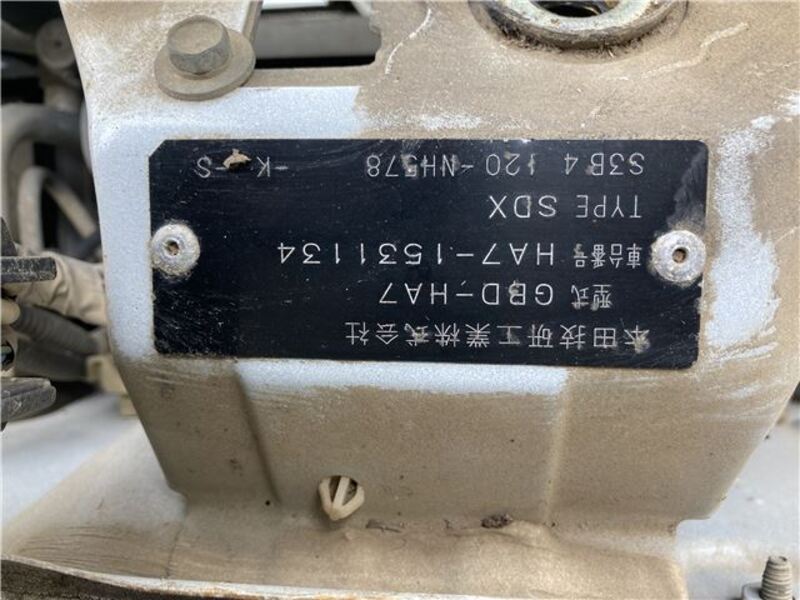 本田技研工業株式会社
型式 GBD-HA7
車台番号 HA7-1531134
TYPE SDX
S3B4 120-NH578 -K -S